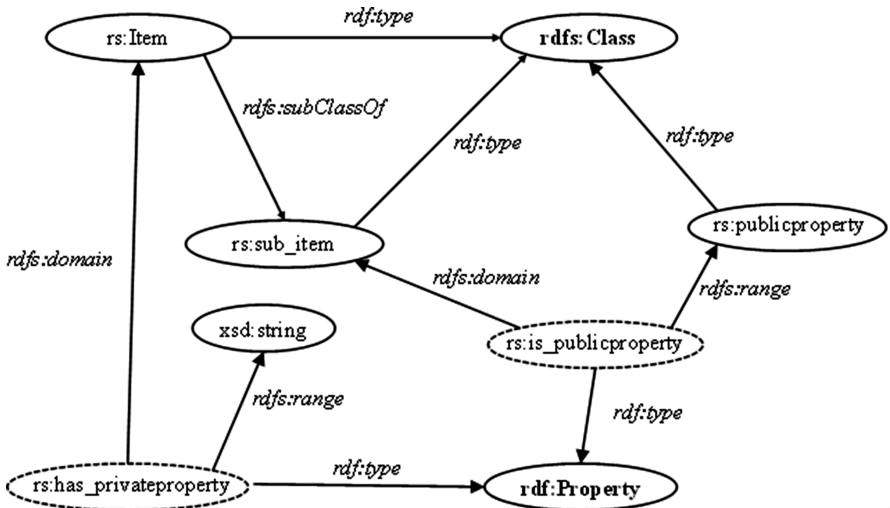 rdf:type
rs:Item
rdfs:Class
rdfs:subClassOf
rdf:type
rdf:type
rs:publicproperty
rs:sub_item
rdfs:domain
rdfs:domain
rdfs:range
xsd:string
rs:is_publicproperty
rdfs:range
rdf:type
rdf:type
rs:has_privateproperty
rdf:Property